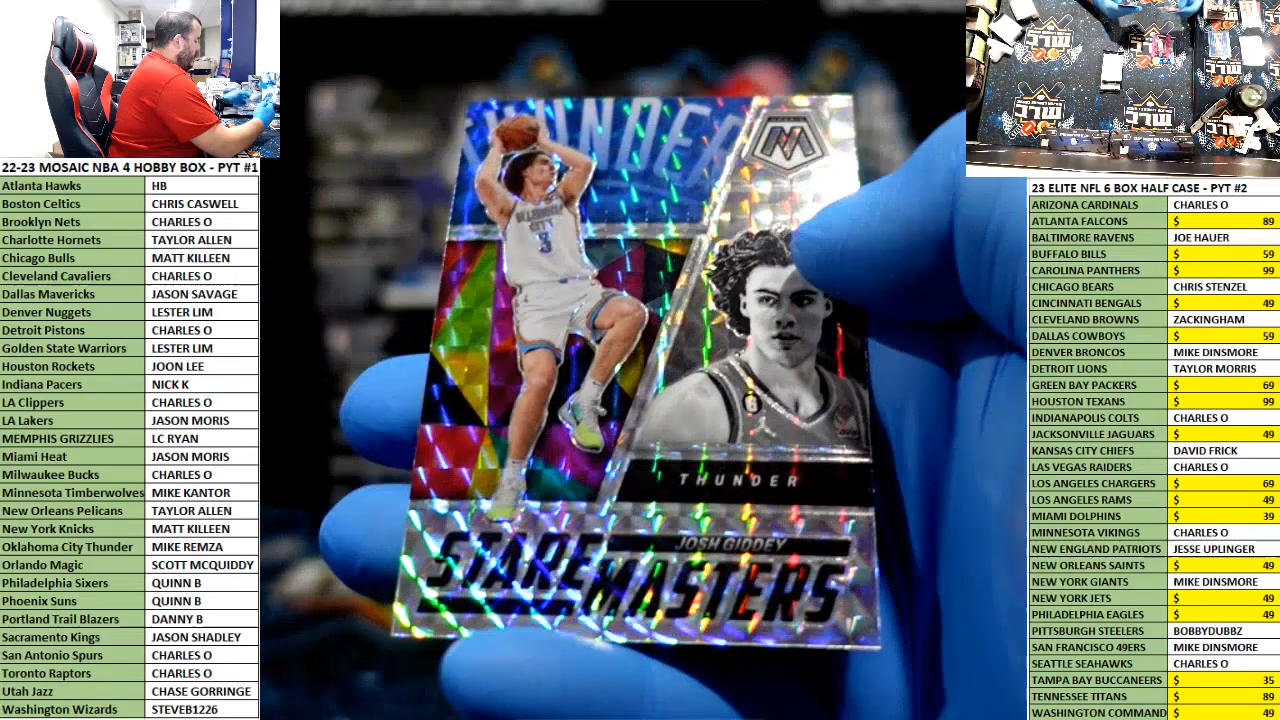 22-23 MOSAIC NBA 4 HOBBY BOX - PYT #1
Atlanta Hawks HB
Boston Celtics CHRIS CASWELL
Brooklyn Nets CHARLES O
Charlotte Hornets TAYLOR ALLEN
Chicago Bulls MATT KILLEEN
Cleveland Cavaliers CHARLES O
Dallas Mavericks JASON SAVAGE
Denver Nuggets LESTER LIM
Detroit Pistons CHARLES O
Golden State Warriors LESTER LIM
Houston Rockets JOON LEE
Indiana Pacers NICK K
LA Clippers CHARLES O
LA Lakers JASON MORIS
MEMPHIS GRIZZLIES LC RYAN
Miami Heat JASON MORIS
Milwaukee Bucks CHARLES O
Minnesota Timberwolves MIKE KANTOR
New Orleans Pelicans TAYLOR ALLEN
New York Knicks MATT KILLEEN
Oklahoma City Thunder MIKE REMZA
Orlando Magic SCOTT MCQUIDDY
Philadelphia Sixers QUINN B
Phoenix Suns QUINN B
Portland Trail Blazers DANNY B
Sacramento Kings JASON SHADLEY
San Antonio Spurs CHARLES O
Toronto Raptors CHARLES O
Utah Jazz CHASE GORRINGE
Washington Wizards STEVEB1226
THUNDER
M
3
THUNDER
JOSH GIDDEY
STARE MASTERS
23 ELITE NFL 6 BOX HALF CASE - PYT #2
ARIZONA CARDINALS CHARLES O
ATLANTA FALCONS $ 89
BALTIMORE RAVENS JOE HAUER
BUFFALO BILLS $ 59
CAROLINA PANTHERS $ 99
CHICAGO BEARS CHRIS STENZEL
CINCINNATI BENGALS $ 49
CLEVELAND BROWNS ZACKINGHAM
DALLAS COWBOYS $ 59
DENVER BRONCOS MIKE DINSMORE
DETROIT LIONS TAYLOR MORRIS
GREEN BAY PACKERS $ 69
HOUSTON TEXANS $ 99
INDIANAPOLIS COLTS CHARLES O
JACKSONVILLE JAGUARS $ 49
KANSAS CITY CHIEFS DAVID FRICK
LAS VEGAS RAIDERS CHARLES O
LOS ANGELES CHARGERS $ 69
LOS ANGELES RAMS $ 49
MIAMI DOLPHINS $ 39
MINNESOTA VIKINGS CHARLES O
NEW ENGLAND PATRIOTS JESSE UPLINGER
NEW ORLEANS SAINTS $ 49
NEW YORK GIANTS MIKE DINSMORE
NEW YORK JETS $ 49
PHILADELPHIA EAGLES $ 49
PITTSBURGH STEELERS BOBBYDUBBZ
SAN FRANCISCO 49ERS MIKE DINSMORE
SEATTLE SEAHAWKS CHARLES O
TAMPA BAY BUCCANEERS $ 35
TENNESSEE TITANS $ 89
WASHINGTON COMMAND $ 49